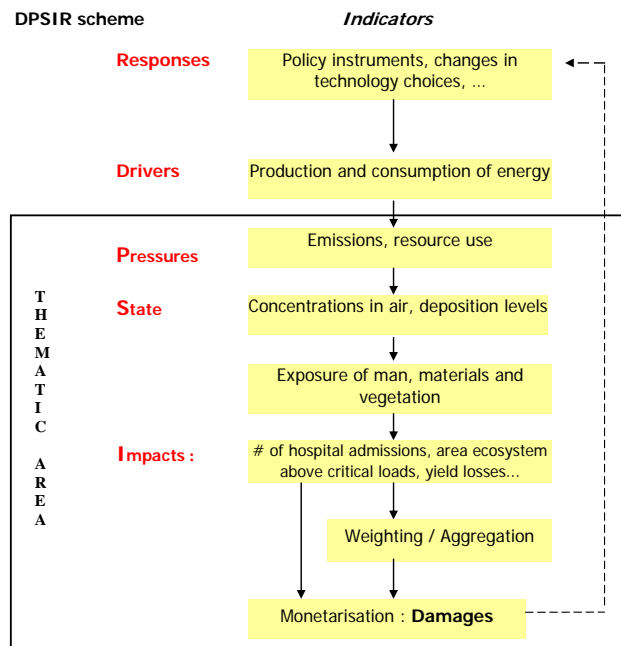 DPSIR scheme
Indicators
Responses
Policy instruments, changes in
technology choices, ...
Drivers
Production and consumption of energy
Pressures
Emissions, resource use
State
Concentrations in air, deposition levels
Exposure of man, materials and
vegetation
Impacts :
# of hospital admissions, area ecosystem
above critical loads, yield losses...
Weighting / Aggregation
Monetarisation : Damages
THEMATIC AREA